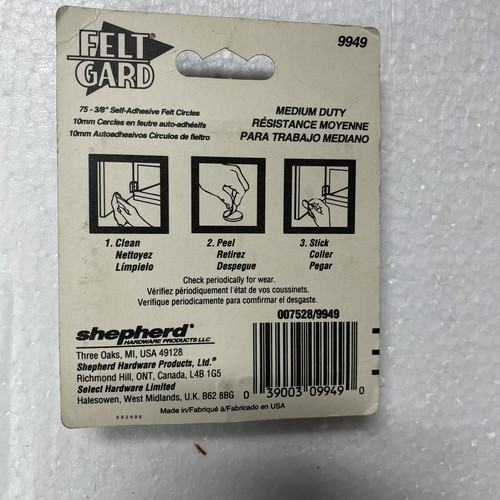 FELT
GARD®
9949
75 - 3/8" Self-Adhesive Felt Circles
10mm Cercles en feutre auto-adhésifs
10mm Autoadhesivos Círculos de fieltro
MEDIUM DUTY
RÉSISTANCE MOYENNE
PARA TRABAJO MEDIANO
1. Clean
Nettoyez
Límpielo
2. Peel
Retirez
Despegue
3. Stick
Coller
Pegar
Check periodically for wear.
Vérifiez périodiquement l'état de vos coussinets.
Verifique periodicamente para comfirmar el desgaste.
shepherd®
HARDWARE PRODUCTS LLC
Three Oaks, MI, USA 49128
Shepherd Hardware Products, Ltd.®
Richmond Hill, ONT, Canada, L4B 1G5
Select Hardware Limited
Halesowen, West Midlands, U.K. B62 8BG
007528/9949
0 39003 09949 0
Made in/Fabriqué à/Fabricado en USA